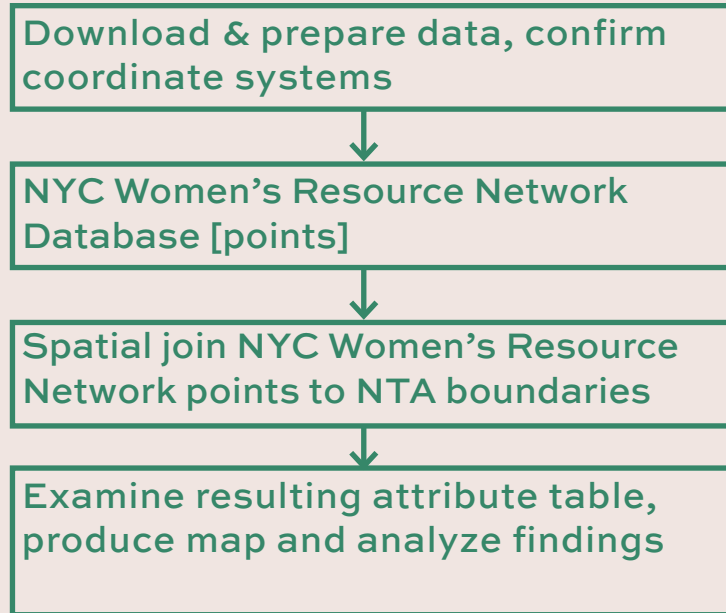 Download & prepare data, confirm
coordinate systems
NYC Women’s Resource Network
Database [points]
Spatial join NYC Women’s Resource
Network points to NTA boundaries
Examine resulting attribute table,
produce map and analyze findings